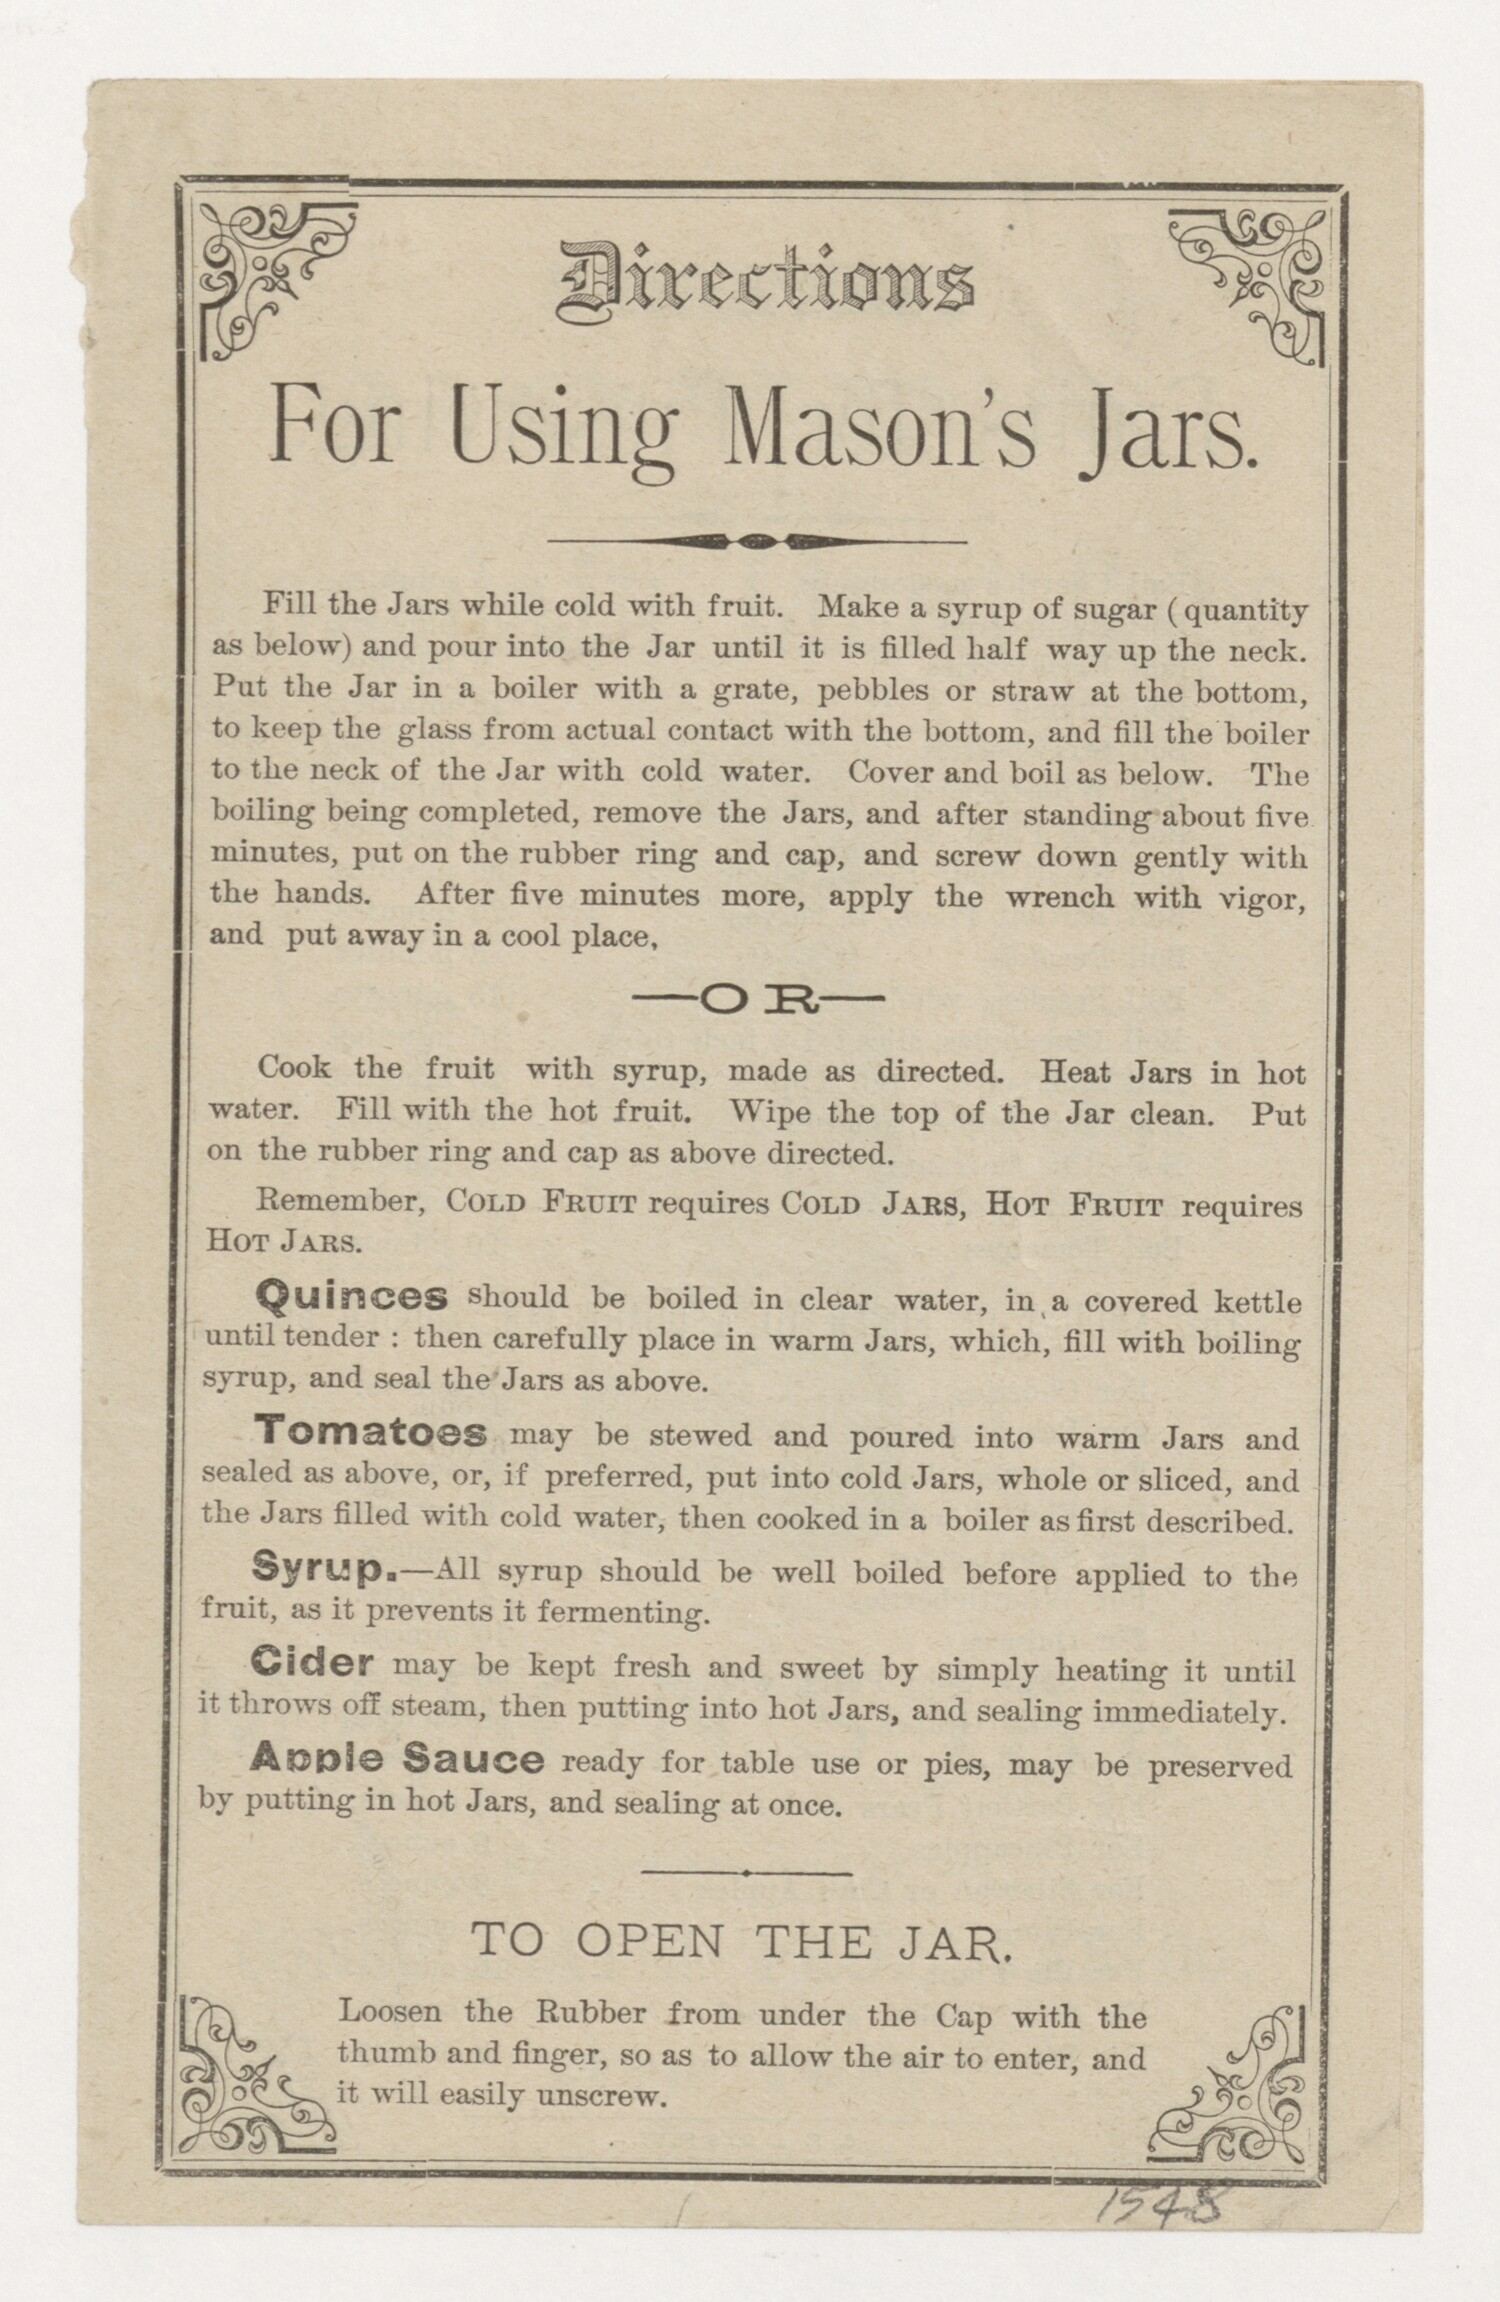 Directions
For Using Mason's Jars.
Fill the Jars while cold with fruit. Make a syrup of sugar (quantity
as below) and pour into the Jar until it is filled half way up the neck.
Put the Jar in a boiler with a grate, pebbles or straw at the bottom,
to keep the glass from actual contact with the bottom, and fill the boiler
to the neck of the Jar with cold water. Cover and boil as below. The
boiling being completed, remove the Jars, and after standing about five
minutes, put on the rubber ring and cap, and screw down gently with
the hands. After five minutes more, apply the wrench with vigor,
and put away in a cool place,
—OR—
Cook the fruit with syrup, made as directed. Heat Jars in hot
water. Fill with the hot fruit. Wipe the top of the Jar clean. Put
on the rubber ring and cap as above directed.
Remember, COLD FRUIT requires COLD JARS, HOT FRUIT requires
HOT JARS.
Quinces should be boiled in clear water, in a covered kettle
until tender : then carefully place in warm Jars, which, fill with boiling
syrup, and seal the Jars as above.
Tomatoes may be stewed and poured into warm Jars and
sealed as above, or, if preferred, put into cold Jars, whole or sliced, and
the Jars filled with cold water, then cooked in a boiler as first described.
Syrup.—All syrup should be well boiled before applied to the
fruit, as it prevents it fermenting.
Cider may be kept fresh and sweet by simply heating it until
it throws off steam, then putting into hot Jars, and sealing immediately.
Apple Sauce ready for table use or pies, may be preserved
by putting in hot Jars, and sealing at once.
TO OPEN THE JAR.
Loosen the Rubber from under the Cap with the
thumb and finger, so as to allow the air to enter, and
it will easily unscrew.
1548